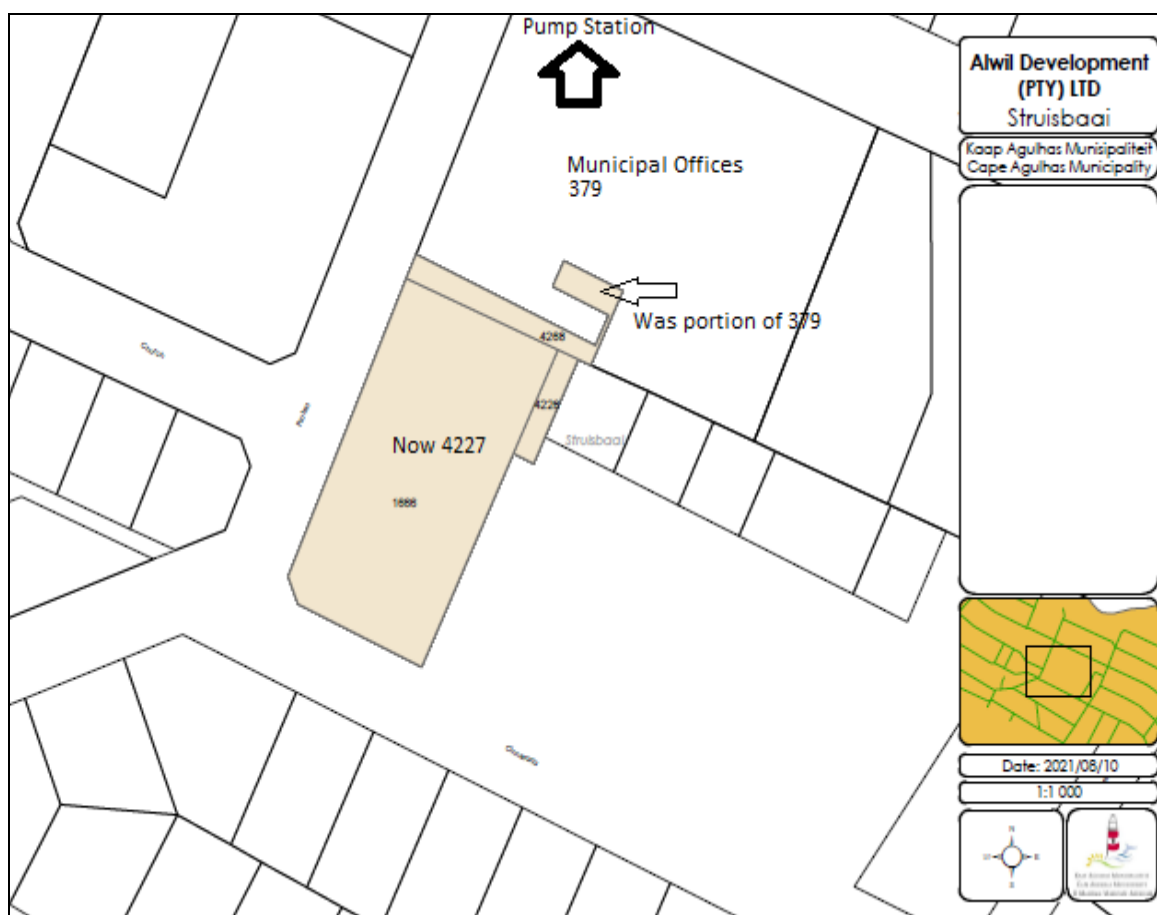 Pump Station
Alwil Development
(PTY) LTD
Struisbaai
Kaap Agulhas Munisipaliteit
Cape Agulhas Municipality
Municipal Offices
379
Was portion of 379
4268
4228
Struisbaai
Now 4227
1666
Date: 2021/08/10
1:1 000
N
E
S